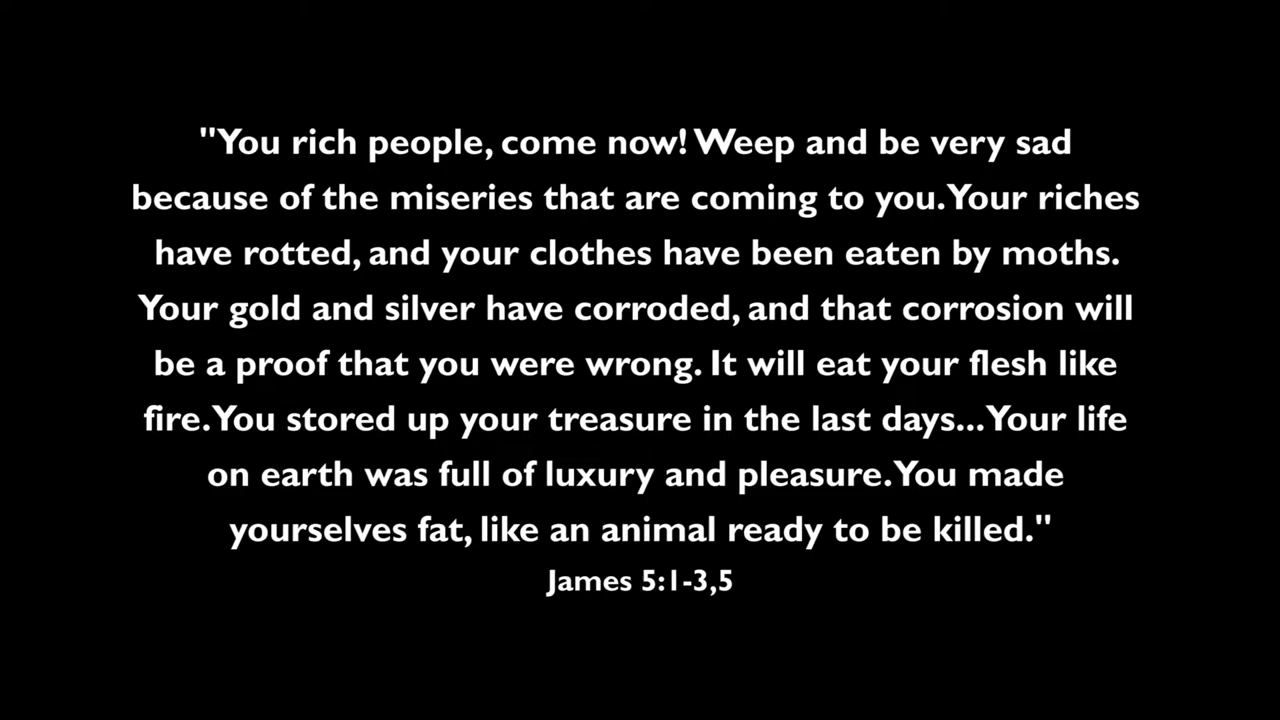 "You rich people, come now! Weep and be very sad
because of the miseries that are coming to you. Your riches
have rotted, and your clothes have been eaten by moths.
Your gold and silver have corroded, and that corrosion will
be a proof that you were wrong. It will eat your flesh like
fire. You stored up your treasure in the last days... Your life
on earth was full of luxury and pleasure. You made
yourselves fat, like an animal ready to be killed."
James 5:1-3,5